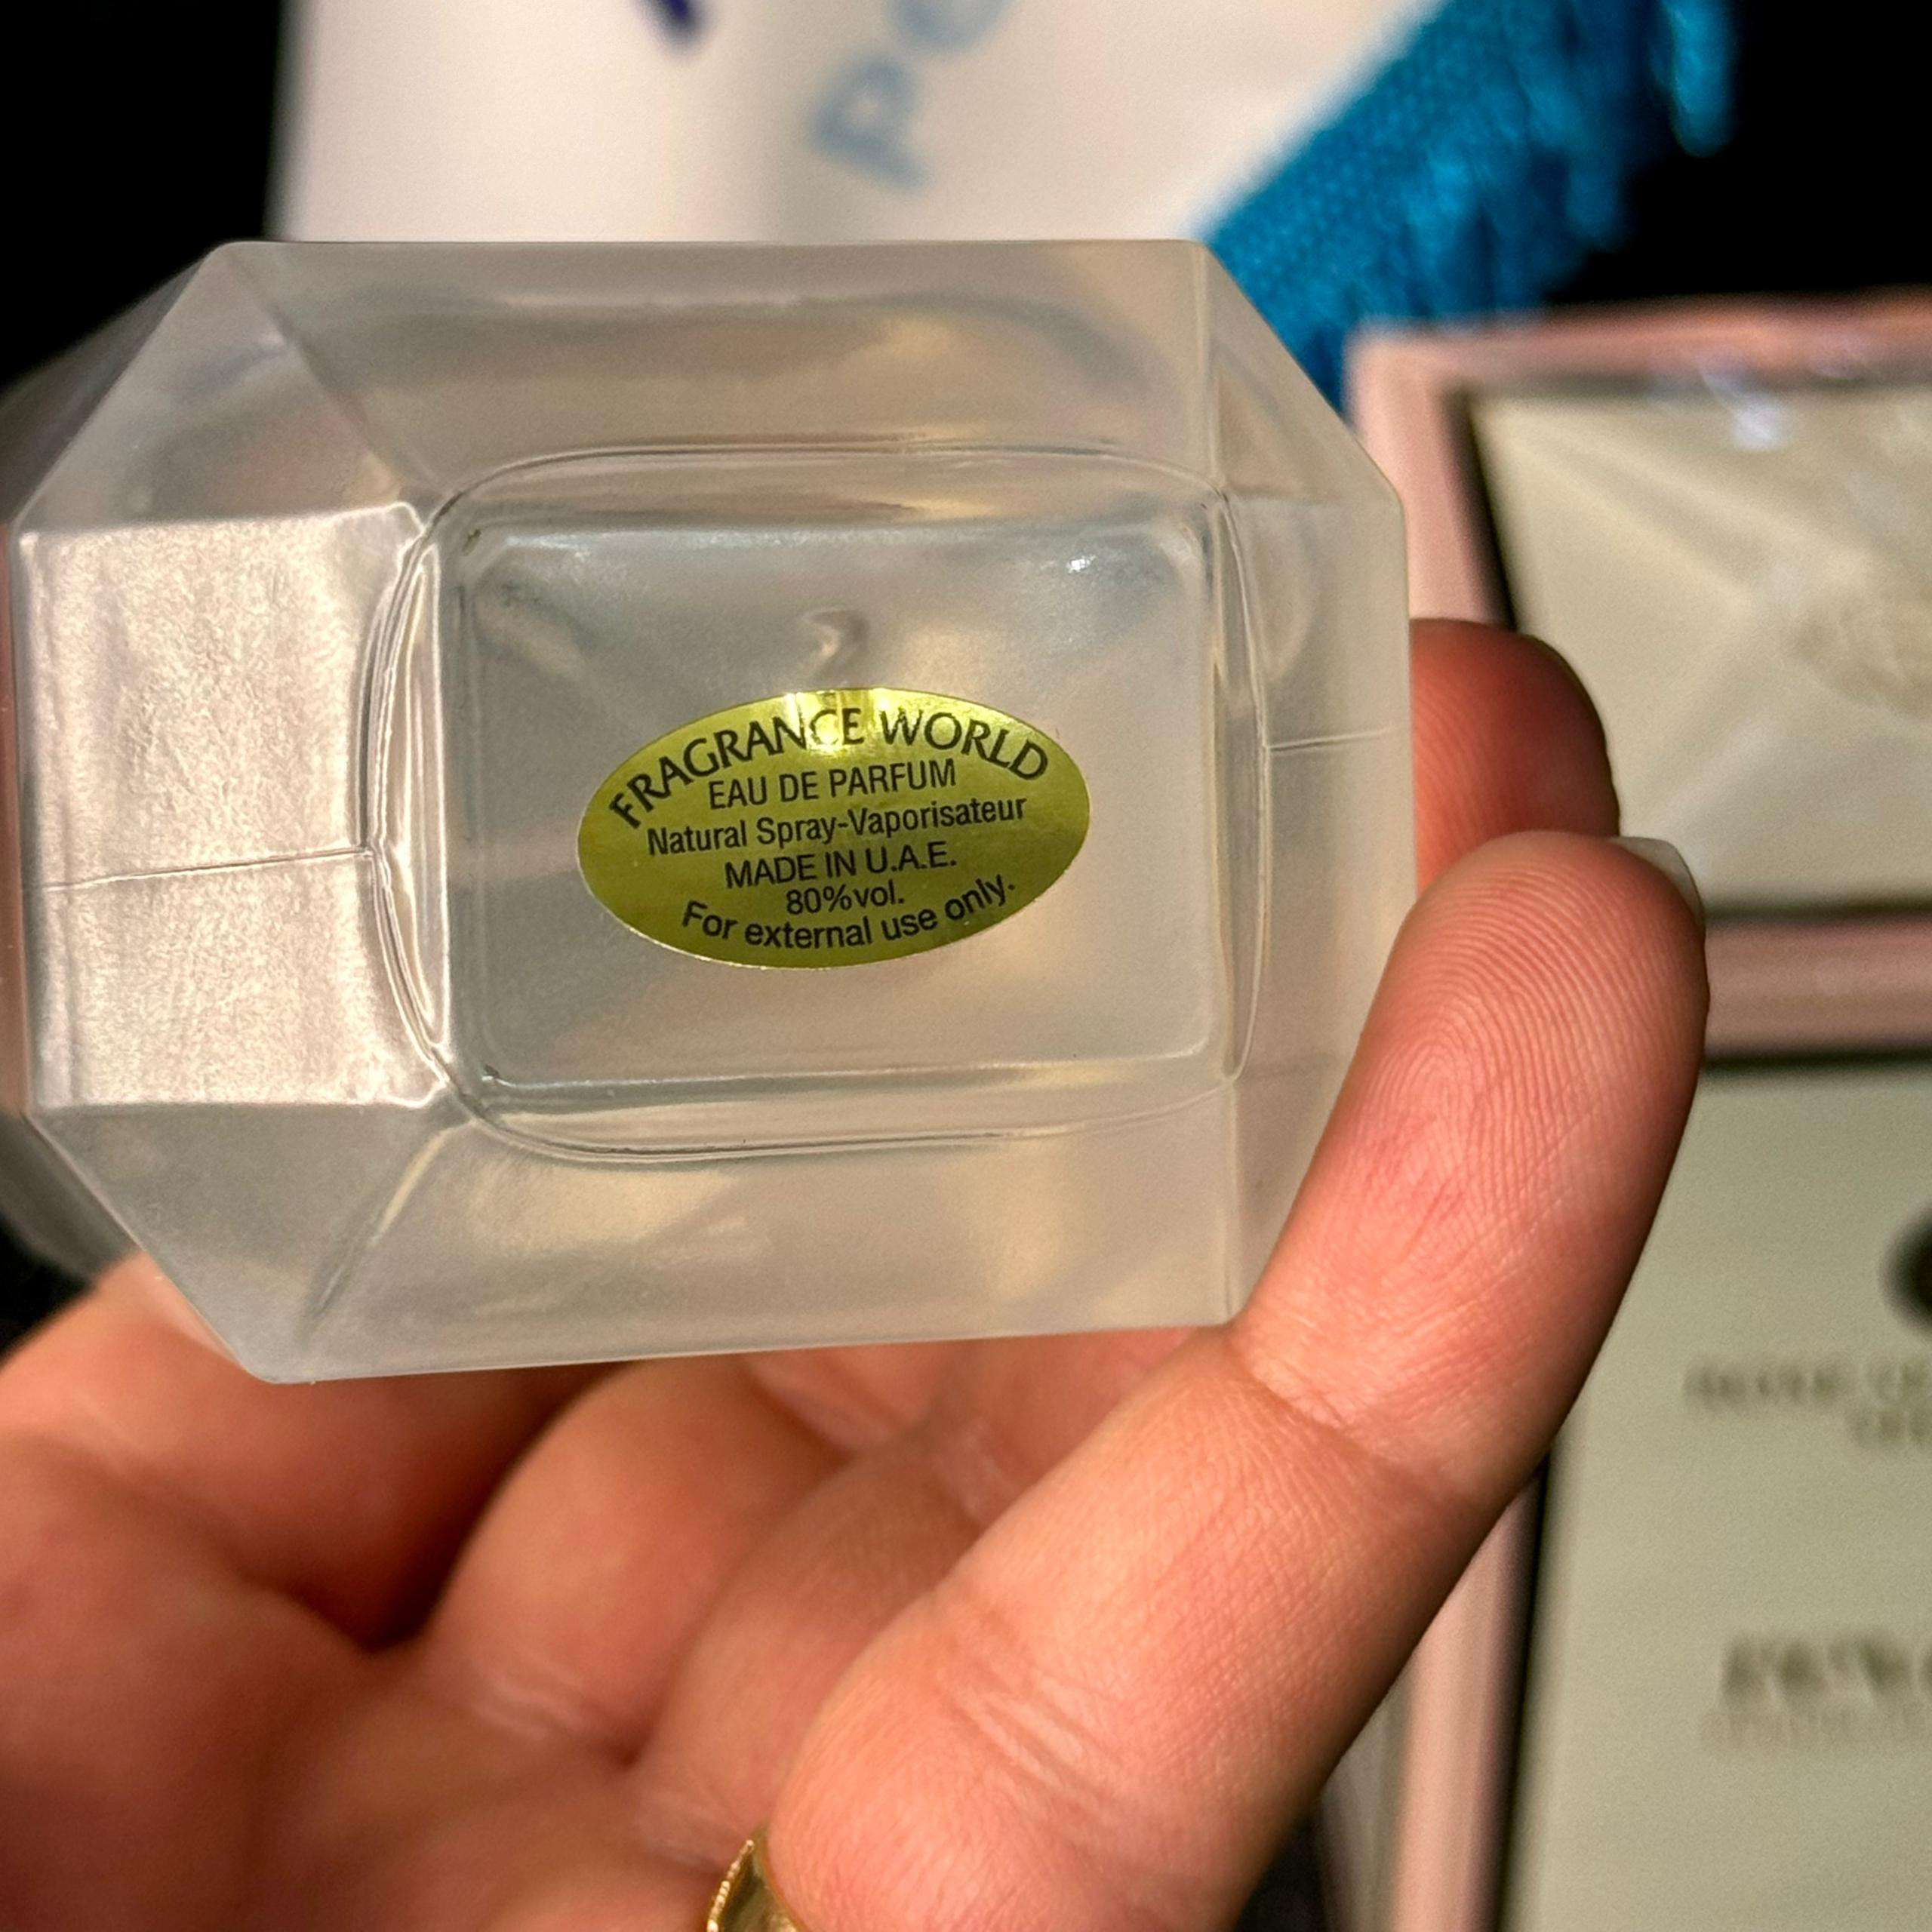 FRAGRANCE WORLD
EAU DE PARFUM
Natural Spray-Vaporisateur
MADE IN U.A.E.
80%vol.
For external use only.